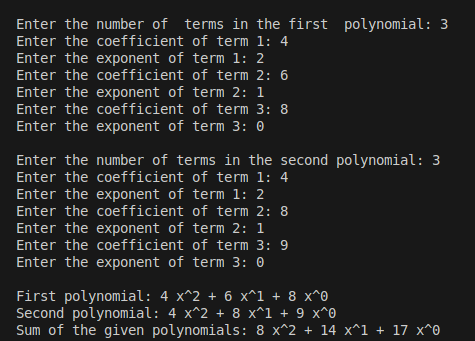 Enter the number of  terms in the first  polynomial: 3
Enter the coefficient of term 1: 4
Enter the exponent of term 1: 2
Enter the coefficient of term 2: 6
Enter the exponent of term 2: 1
Enter the coefficient of term 3: 8
Enter the exponent of term 3: 0
Enter the number of terms in the second polynomial: 3
Enter the coefficient of term 1: 4
Enter the exponent of term 1: 2
Enter the coefficient of term 2: 8
Enter the exponent of term 2: 1
Enter the coefficient of term 3: 9
Enter the exponent of term 3: 0
First polynomial: 4 x^2 + 6 x^1 + 8 x^0
Second polynomial: 4 x^2 + 8 x^1 + 9 x^0
Sum of the given polynomials: 8 x^2 + 14 x^1 + 17 x^0